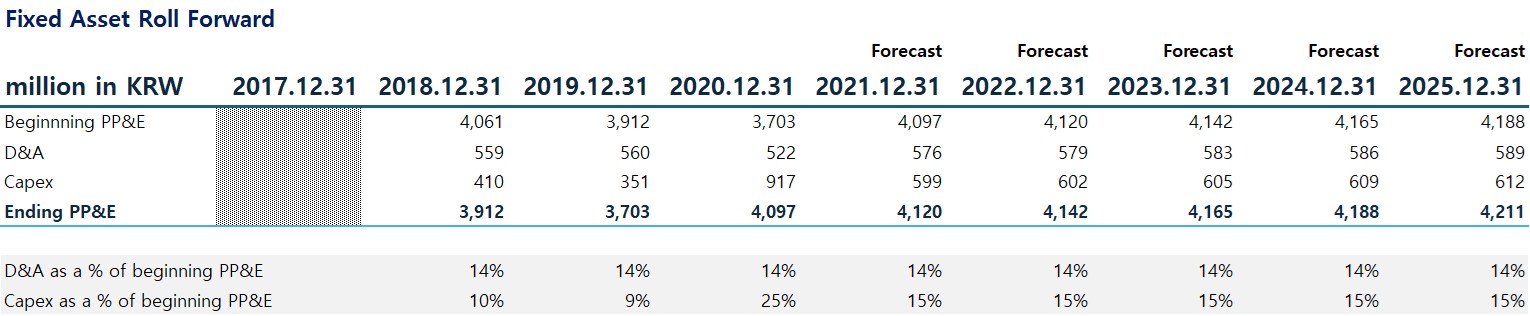 Fixed Asset Roll Forward
Forecast Forecast Forecast Forecast Forecast
million in KRW 2017.12.31 2018.12.31 2019.12.31 2020.12.31 2021.12.31 2022.12.31 2023.12.31 2024.12.31 2025.12.31
Beginnning PP&E 4,061 3,912 3,703 4,097 4,120 4,142 4,165 4,188
D&A 559 560 522 576 579 583 586 589
Capex 410 351 917 599 602 605 609 612
Ending PP&E 3,912 3,703 4,097 4,120 4,142 4,165 4,188 4,211
D&A as a % of beginning PP&E 14% 14% 14% 14% 14% 14% 14% 14%
Capex as a % of beginning PP&E 10% 9% 25% 15% 15% 15% 15% 15%